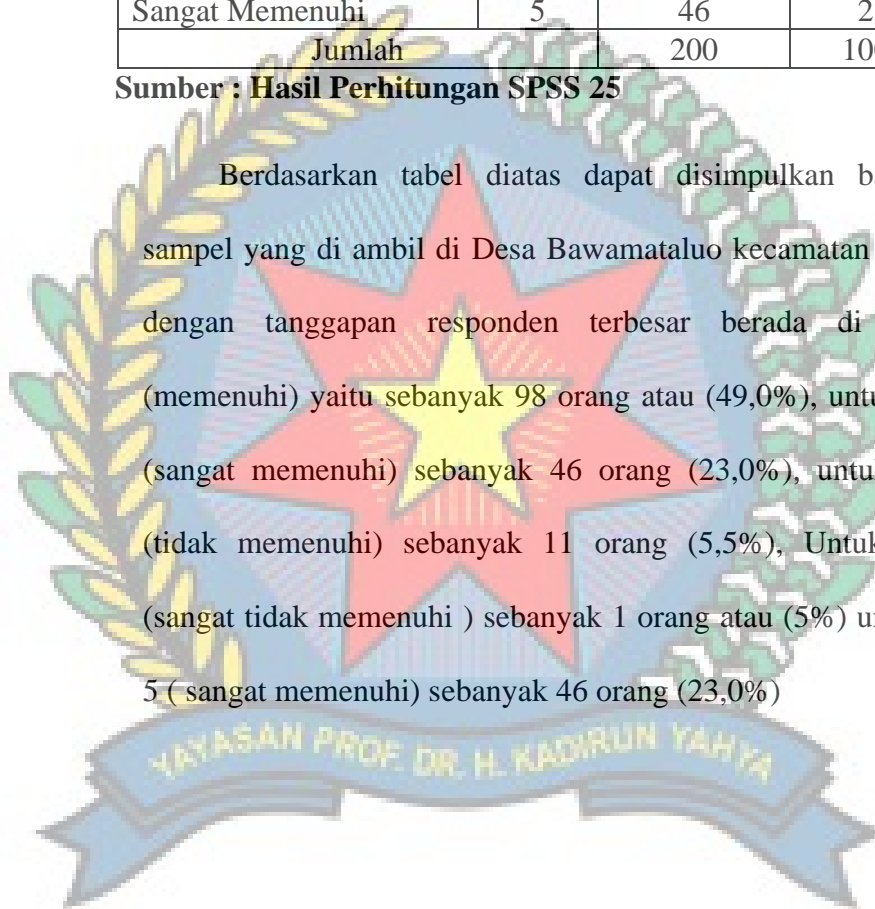 Sangat Memenuhi 5 46 2
Jumlah 200 100
Sumber : Hasil Perhitungan SPSS 25
Berdasarkan tabel diatas dapat disimpulkan b
sampel yang di ambil di Desa Bawamataluo kecamatan
dengan tanggapan responden terbesar berada di
(memenuhi) yaitu sebanyak 98 orang atau (49,0%), untu
(sangat memenuhi) sebanyak 46 orang (23,0%), untu
(tidak memenuhi) sebanyak 11 orang (5,5%), Untuk
(sangat tidak memenuhi ) sebanyak 1 orang atau (5%) u
5 ( sangat memenuhi) sebanyak 46 orang (23,0%)
YAYASAN PROF. DR. H. KADIRUN YAHYA